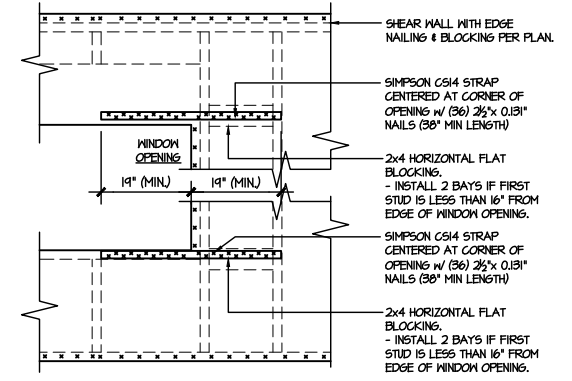 SHEAR WALL WITH EDGE
NAILING & BLOCKING PER PLAN.
SIMPSON CS14 STRAP
CENTERED AT CORNER OF
OPENING W/ (36) 2½"x 0.131"
NAILS (38" MIN LENGTH)
WINDOW
OPENING
19" (MIN.)
19" (MIN.)
2x4 HORIZONTAL FLAT
BLOCKING.
- INSTALL 2 BAYS IF FIRST
STUD IS LESS THAN 16" FROM
EDGE OF WINDOW OPENING.
SIMPSON CS14 STRAP
CENTERED AT CORNER OF
OPENING W/ (36) 2½"x 0.131"
NAILS (38" MIN LENGTH)
2x4 HORIZONTAL FLAT
BLOCKING.
- INSTALL 2 BAYS IF FIRST
STUD IS LESS THAN 16" FROM
EDGE OF WINDOW OPENING.